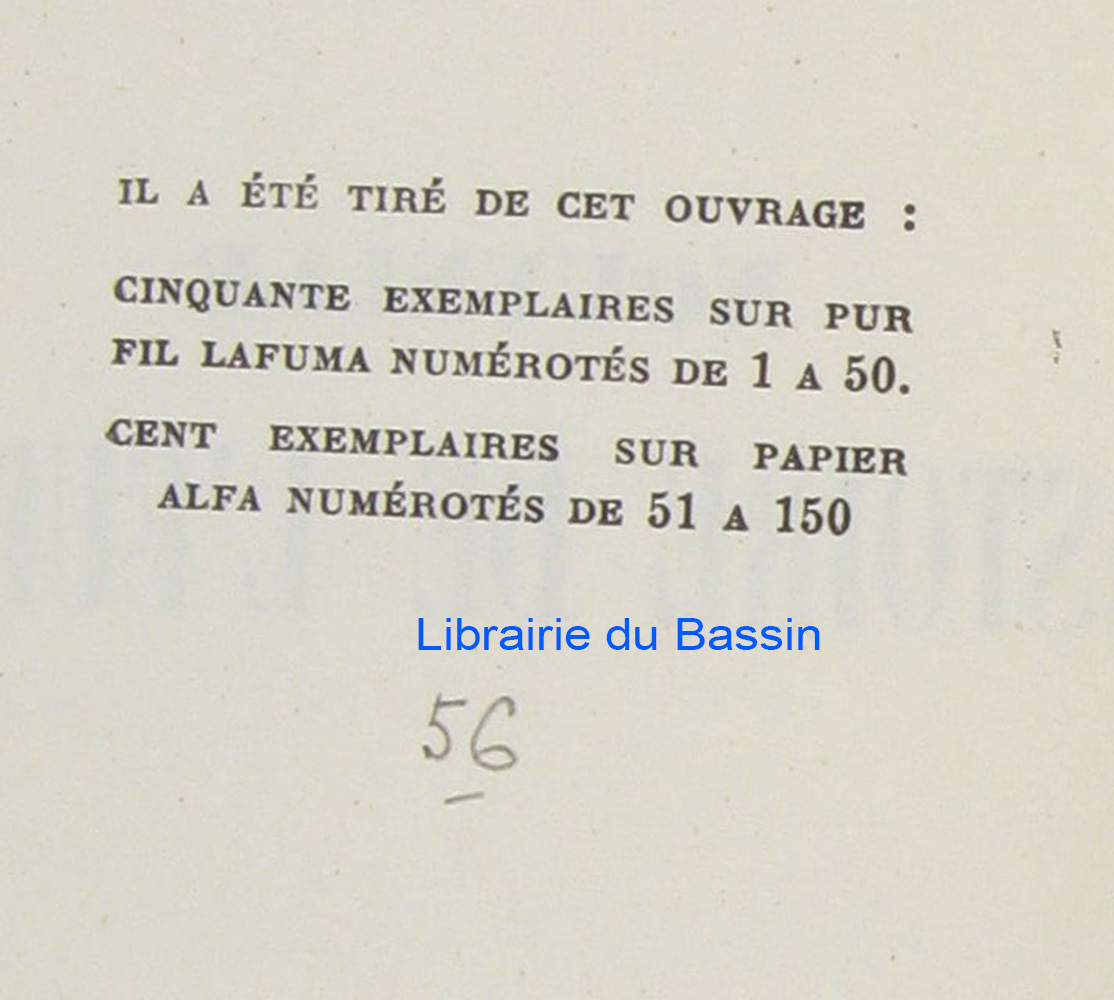 IL A ÉTÉ TIRÉ DE CET OUVRAGE :
CINQUANTE EXEMPLAIRES SUR PUR
FIL LAFUMA NUMÉROTÉS DE 1 A 50.
CENT EXEMPLAIRES SUR PAPIER
ALFA NUMÉROTÉS DE 51 A 150
Librairie du Bassin
56